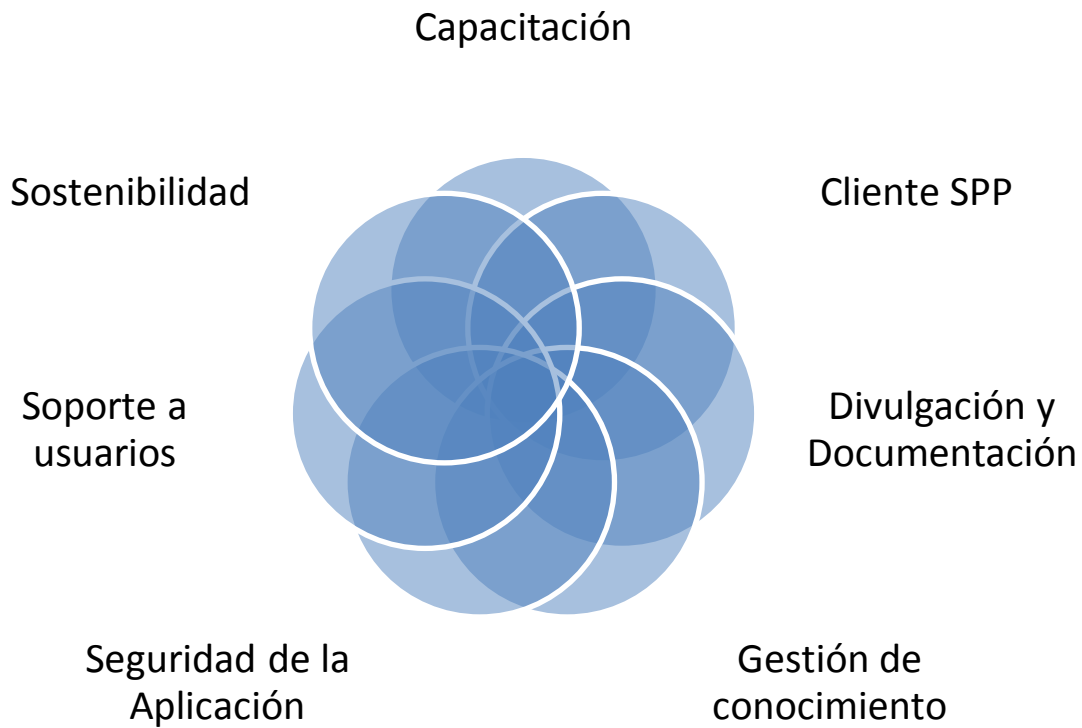 Capacitación
Sostenibilidad
Cliente SPP
Soporte a
usuarios
Divulgación y
Documentación
Seguridad de la
Aplicación
Gestión de
conocimiento